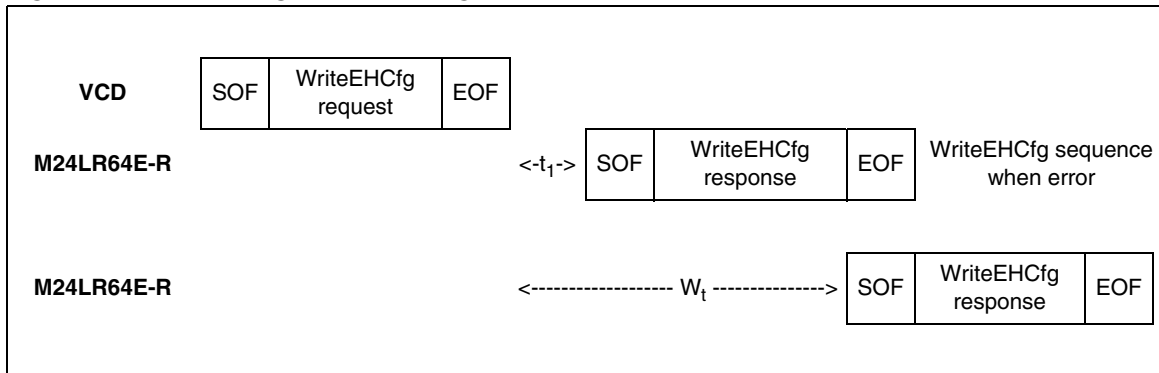 VCD SOF WriteEHCfg request EOF
M24LR64E-R <-t1-> SOF WriteEHCfg response EOF WriteEHCfg sequence when error
M24LR64E-R <------------------- Wt ---------------> SOF WriteEHCfg response EOF